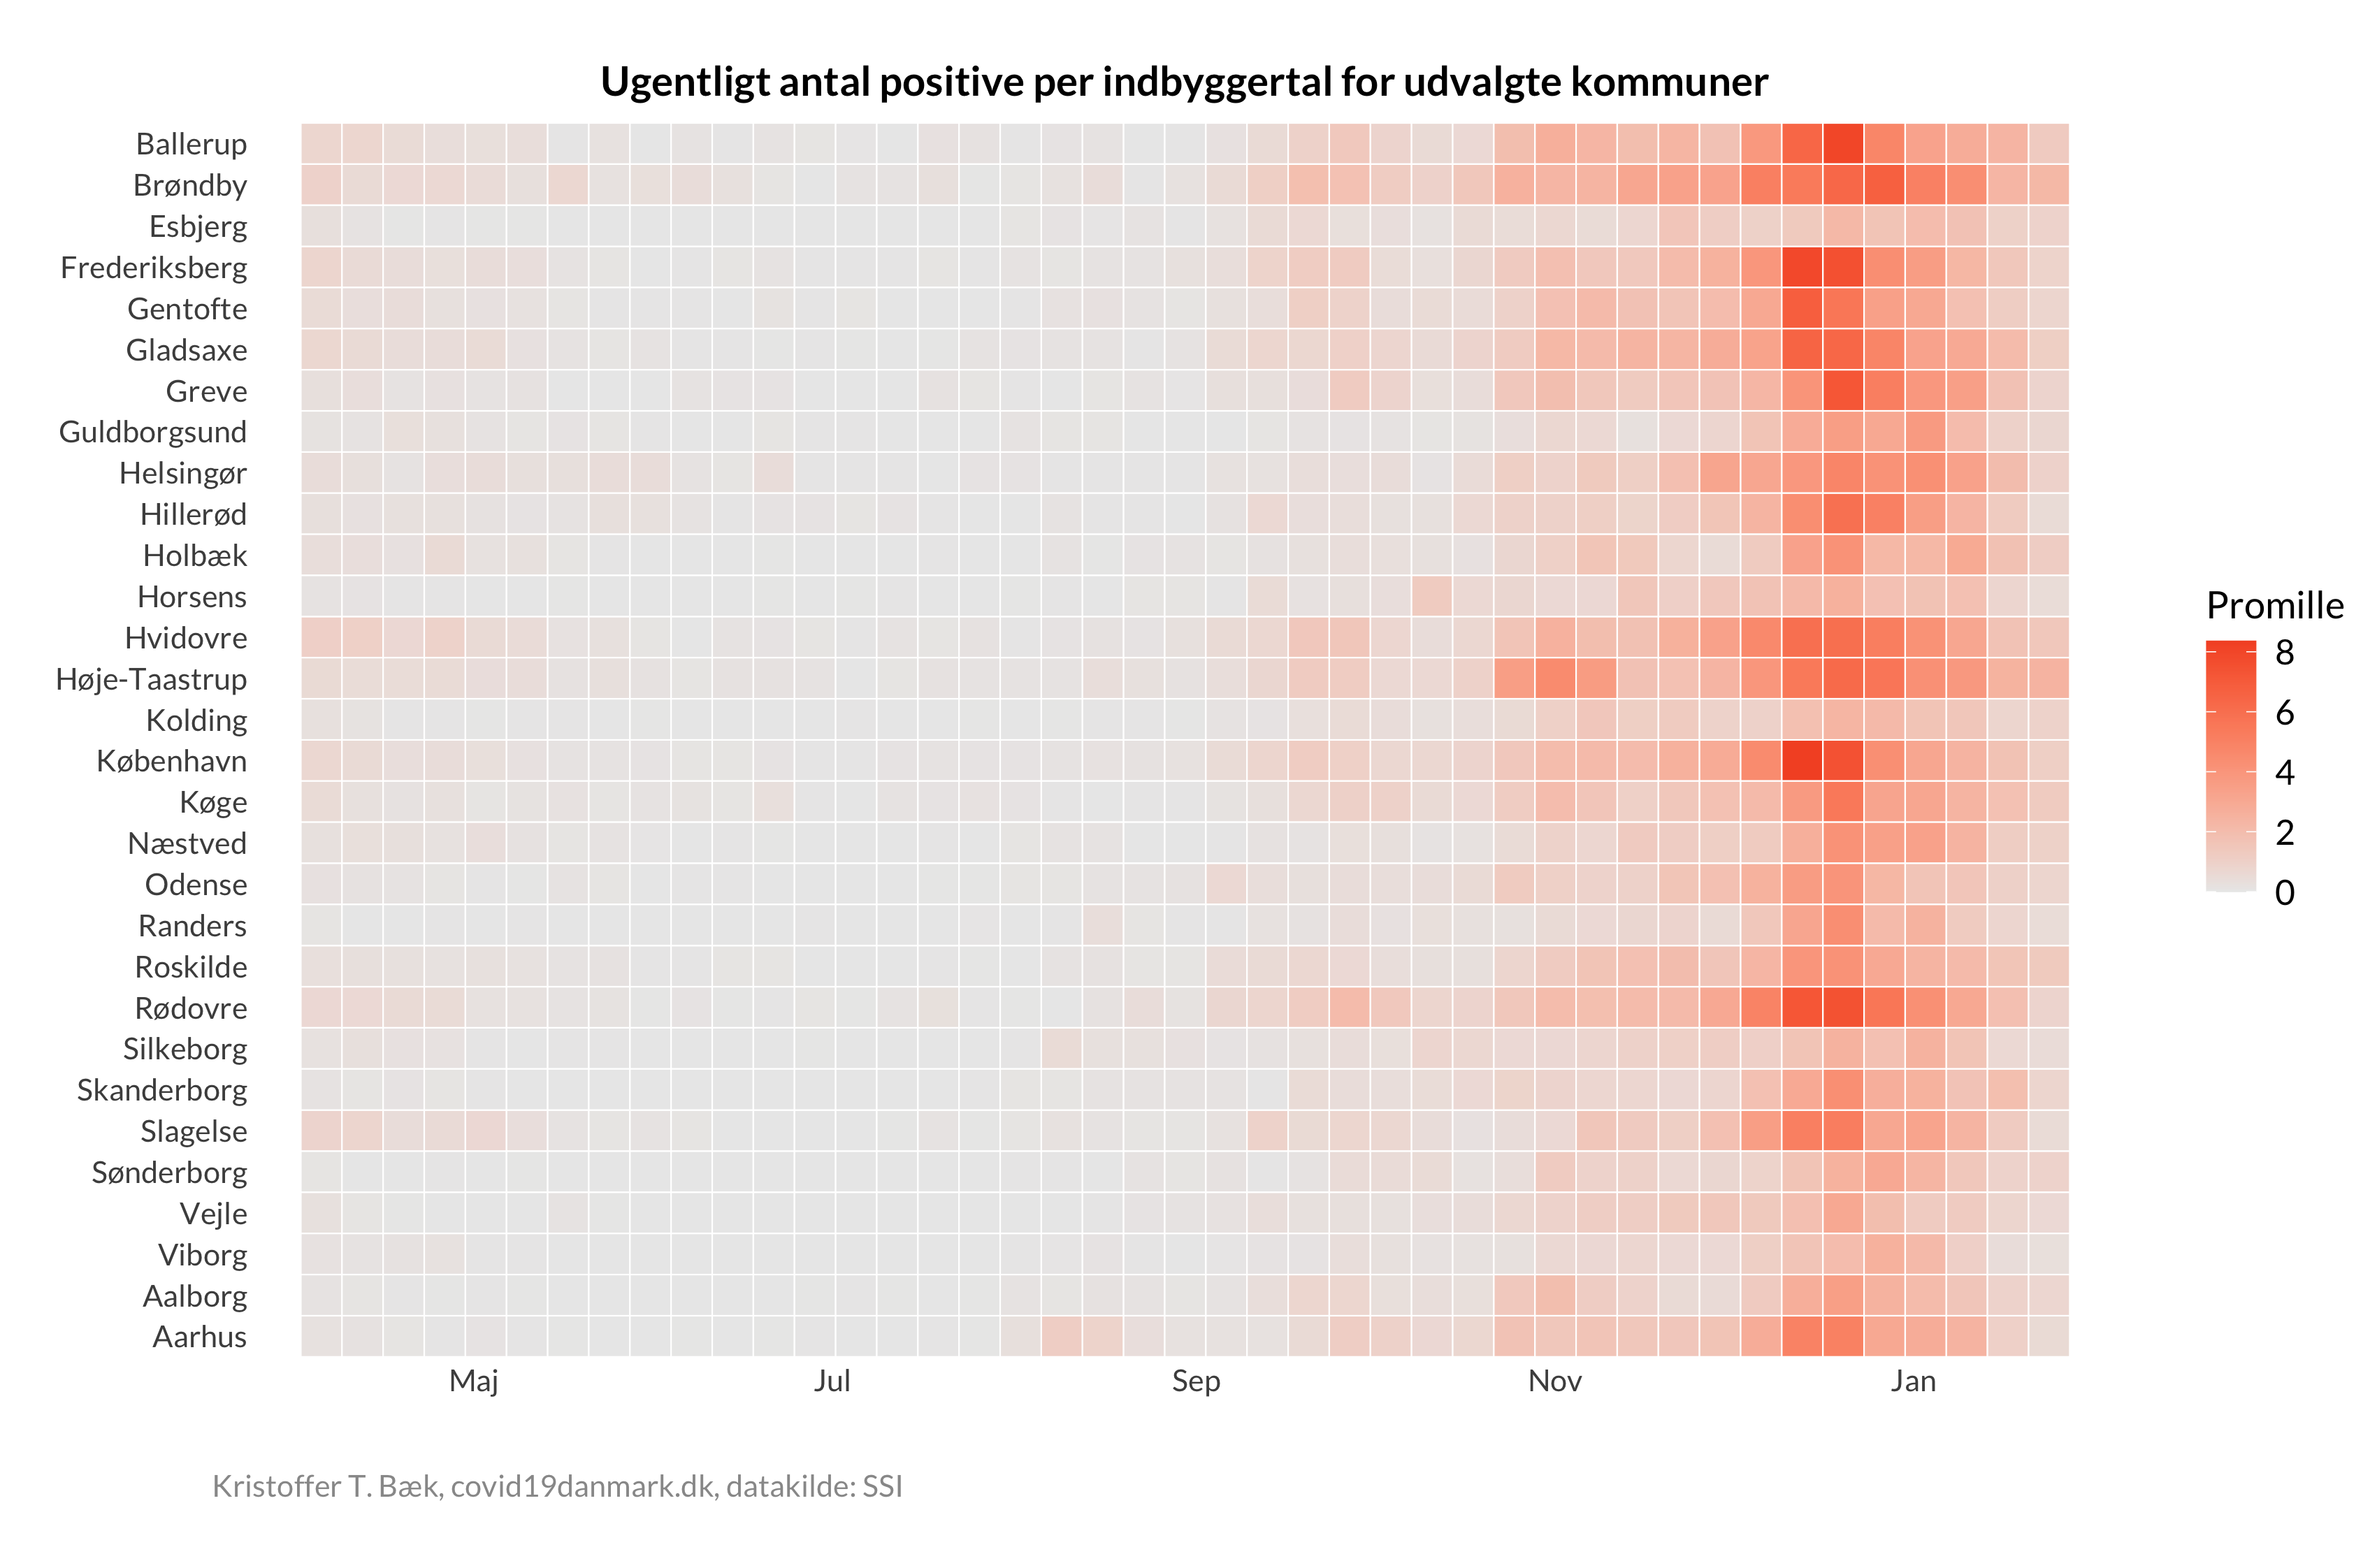 Ugentligt antal positive per indbyggertal for udvalgte kommuner
Ballerup
Brøndby
Esbjerg
Frederiksberg
Gentofte
Gladsaxe
Greve
Guldborgsund
Helsingør
Hillerød
Holbæk
Horsens
Hvidovre
Høje-Taastrup
Kolding
København
Køge
Næstved
Odense
Randers
Roskilde
Rødovre
Silkeborg
Skanderborg
Slagelse
Sønderborg
Vejle
Viborg
Aalborg
Aarhus
Maj Jul Sep Nov Jan
Promille
8
6
4
2
0
Kristoffer T. Bæk, covid19danmark.dk, datakilde: SSI